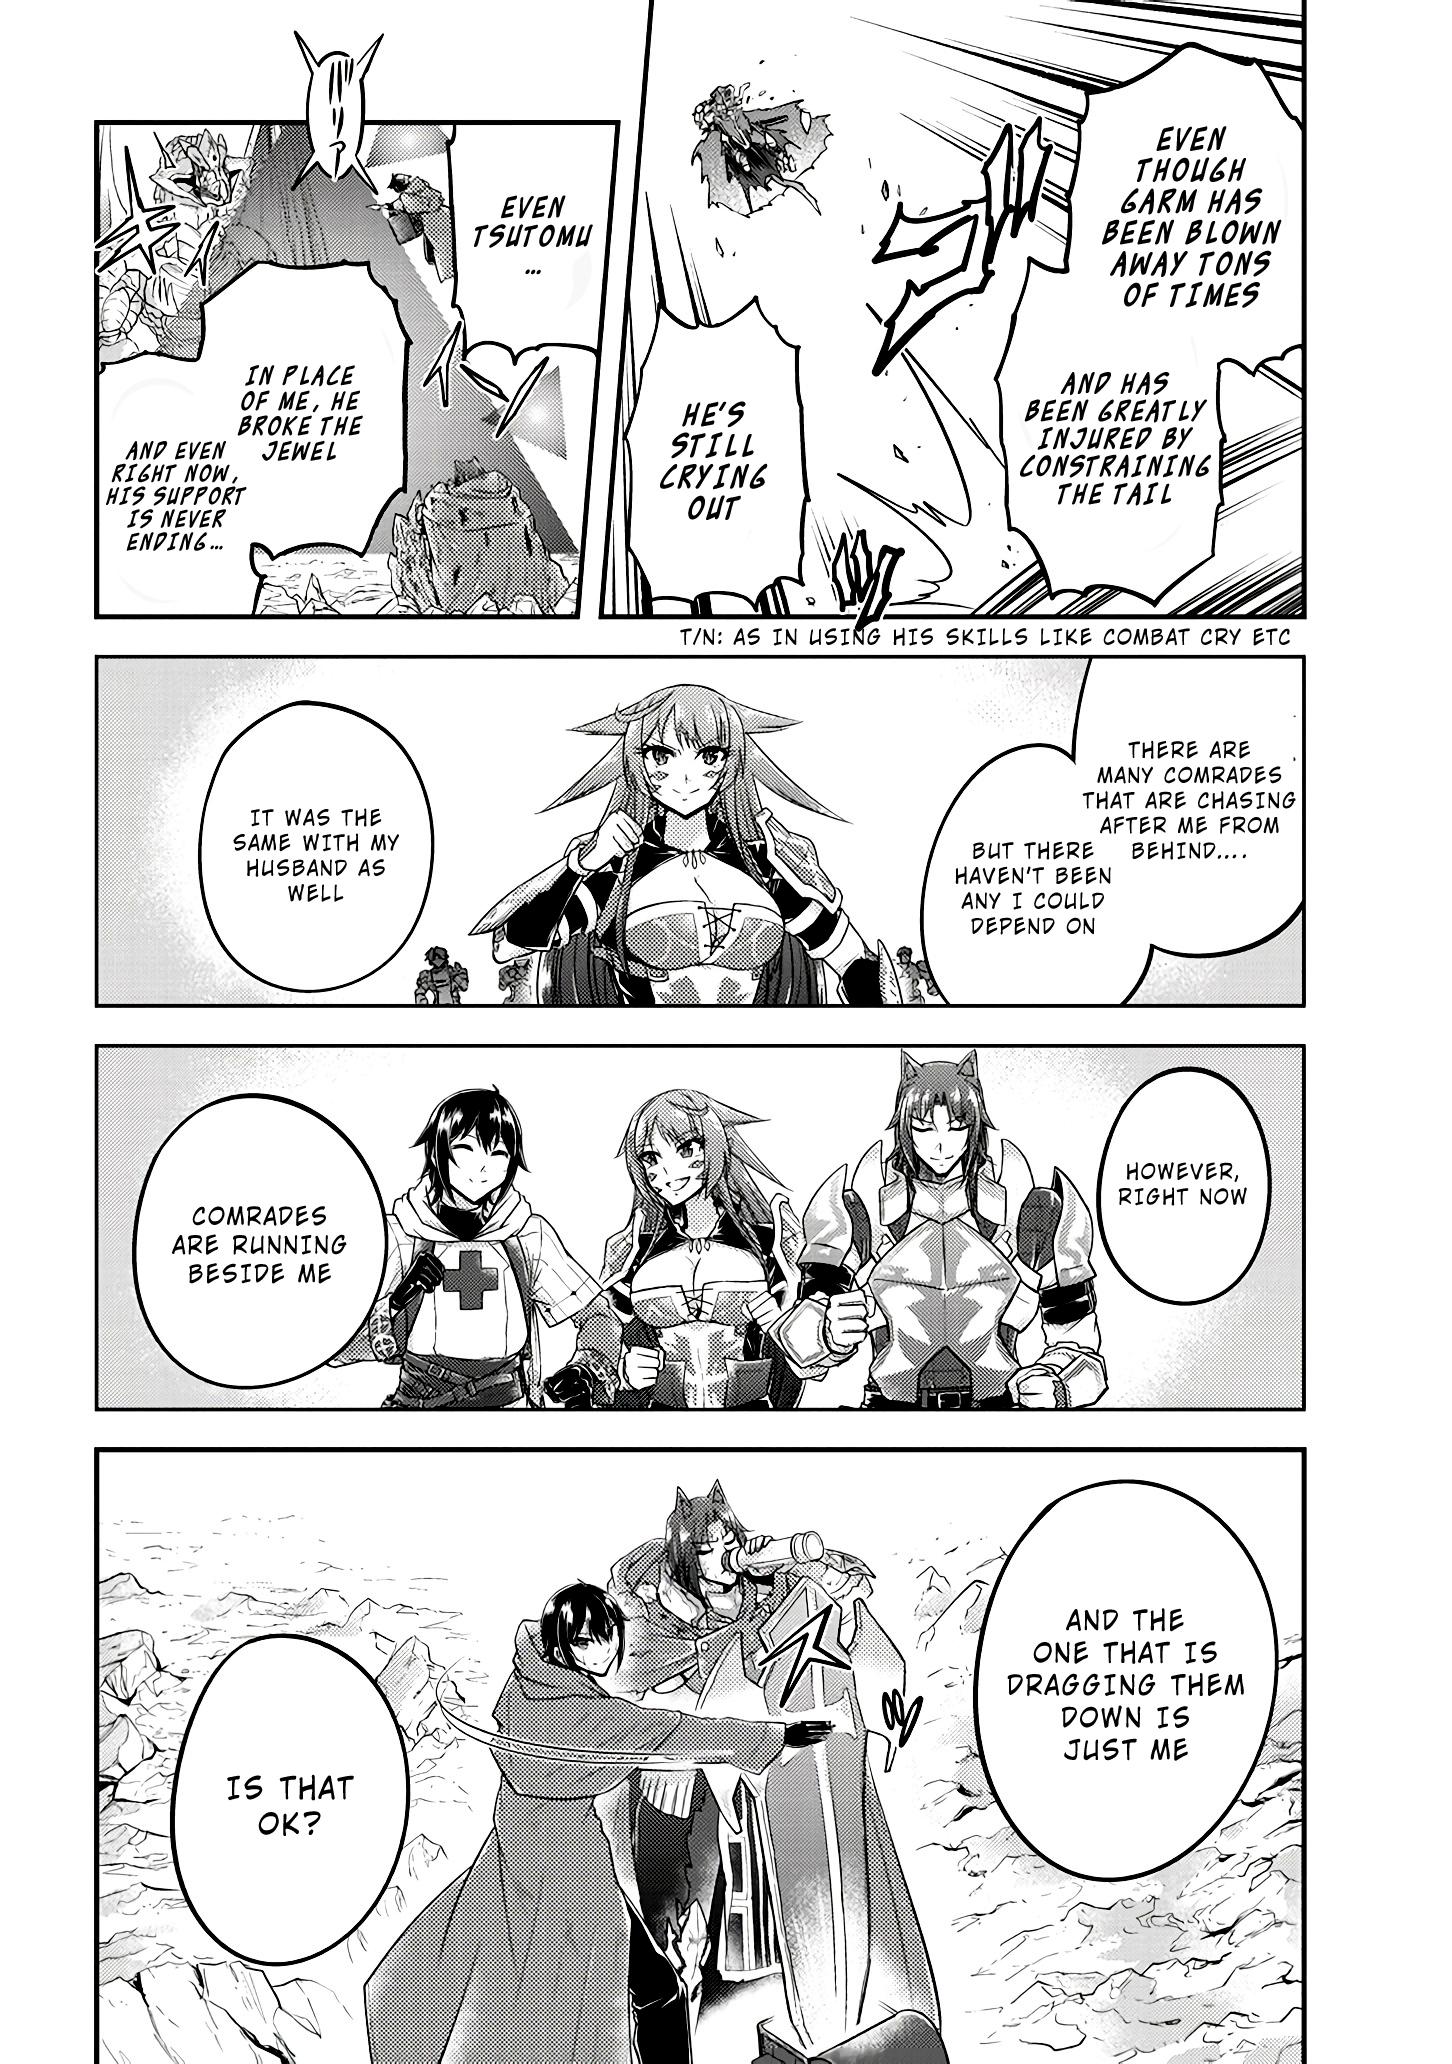 EVEN
THOUGH
GARM HAS
BEEN BLOWN
AWAY TONS
OF TIMES
AND HAS
BEEN GREATLY
INJURED BY
CONSTRAINING
THE TAIL
HE'S
STILL
CRYING
OUT
T/N: AS IN USING HIS SKILLS LIKE COMBAT CRY ETC
EVEN
TSUTOMU
...
IN PLACE
OF ME, HE
BROKE THE
JEWEL
AND EVEN
RIGHT NOW,
HIS SUPPORT
IS NEVER
ENDING...
THERE ARE
MANY COMRADES
THAT ARE CHASING
AFTER ME FROM
BEHIND....
BUT THERE
HAVEN'T BEEN
ANY I COULD
DEPEND ON
IT WAS THE
SAME WITH MY
HUSBAND AS
WELL
HOWEVER,
RIGHT NOW
COMRADES
ARE RUNNING
BESIDE ME
AND THE
ONE THAT IS
DRAGGING THEM
DOWN IS
JUST ME
IS THAT
OK?